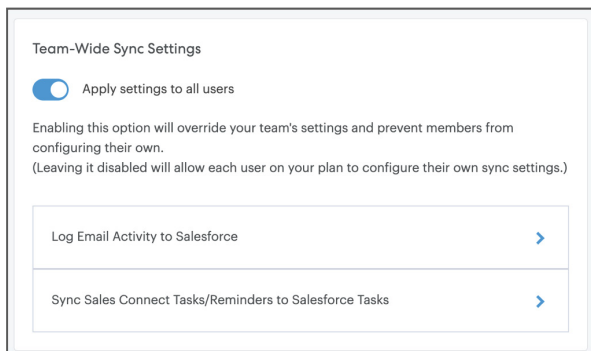 Team-Wide Sync Settings
Apply settings to all users
Enabling this option will override your team's settings and prevent members from
configuring their own.
(Leaving it disabled will allow each user on your plan to configure their own sync settings.)
Log Email Activity to Salesforce
Sync Sales Connect Tasks/Reminders to Salesforce Tasks